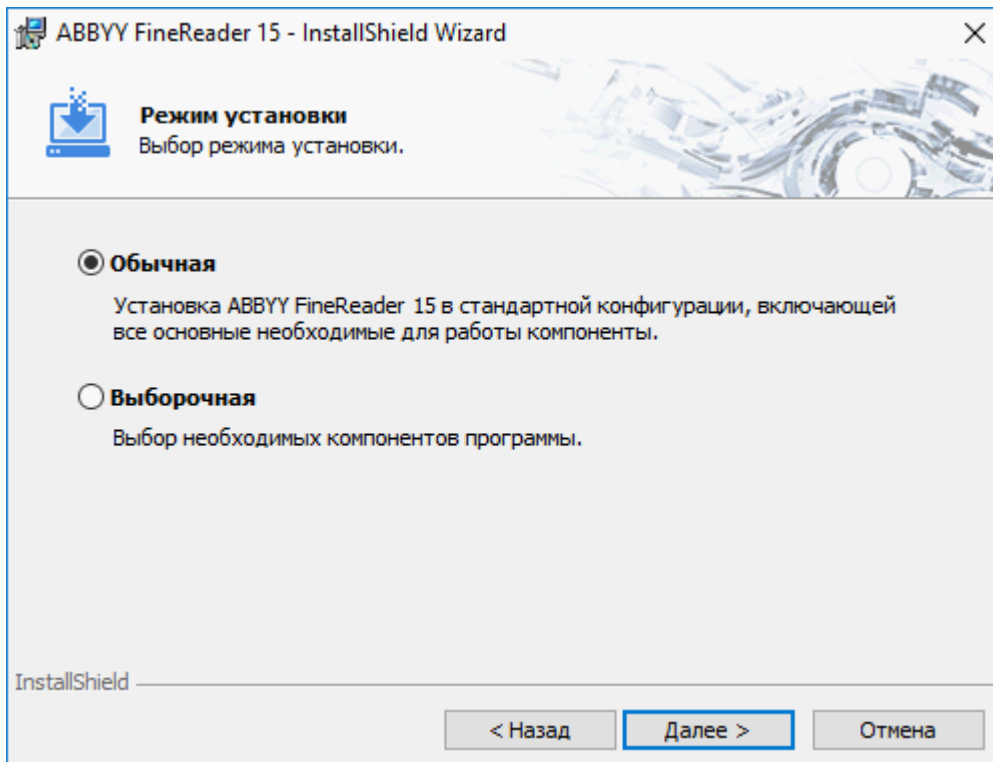 ABBYY FineReader 15 - InstallShield Wizard
Режим установки
Выбор режима установки.
Обычная
Установка ABBYY FineReader 15 в стандартной конфигурации, включающей
все основные необходимые для работы компоненты.
Выборочная
Выбор необходимых компонентов программы.
InstallShield
< Назад
Далее >
Отмена